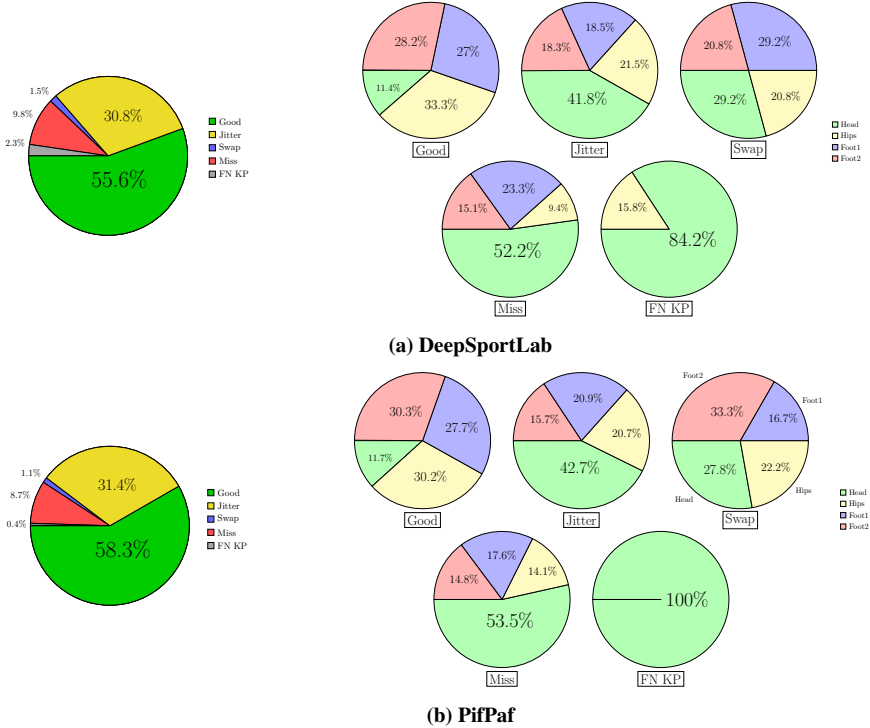 28.2%
27%
11.4%
33.3%
Good
18.3%
18.5%
21.5%
41.8%
Jitter
20.8%
29.2%
29.2%
20.8%
Swap
1.5%
9.8%
2.3%
30.8%
55.6%
Good
Jitter
Swap
Miss
FN KP
Head
Hips
Foot1
Foot2
15.1%
23.3%
9.4%
52.2%
Miss
15.8%
84.2%
FN KP
(a) DeepSportLab
30.3%
27.7%
11.7%
30.2%
Good
15.7%
20.9%
20.7%
42.7%
Jitter
Foot2
33.3%
Foot1
16.7%
27.8%
22.2%
Head
Hips
Swap
1.1%
8.7%
0.4%
31.4%
58.3%
Good
Jitter
Swap
Miss
FN KP
Head
Hips
Foot1
Foot2
14.8%
17.6%
14.1%
53.5%
Miss
100%
FN KP
(b) PifPaf